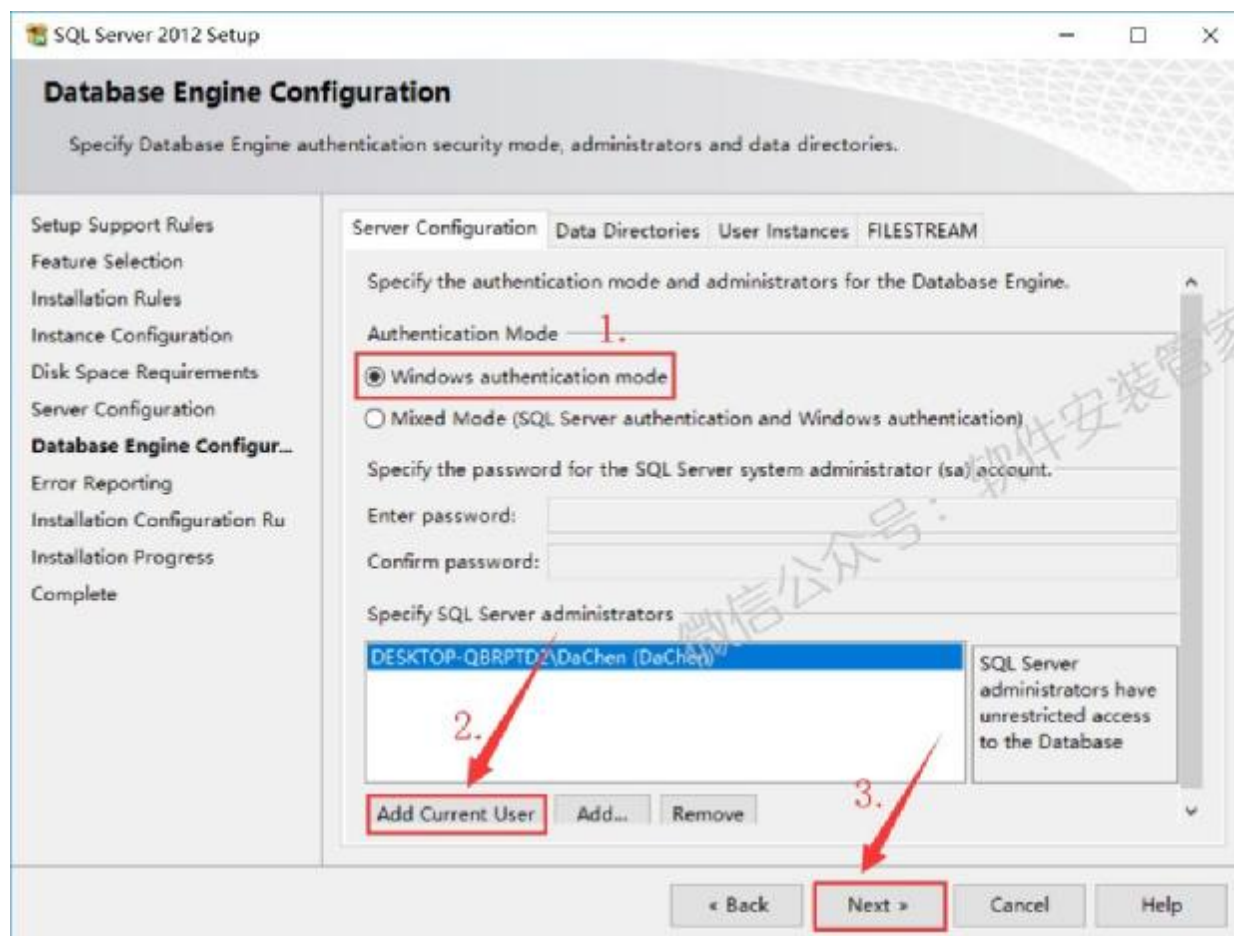 SQL Server 2012 Setup
Database Engine Configuration
Specify Database Engine authentication security mode, administrators and data directories.
Setup Support Rules
Feature Selection
Installation Rules
Instance Configuration
Disk Space Requirements
Server Configuration
Database Engine Configur...
Error Reporting
Installation Configuration Ru
Installation Progress
Complete
Server Configuration Data Directories User Instances FILESTREAM
Specify the authentication mode and administrators for the Database Engine.
Authentication Mode
1.
Windows authentication mode
Mixed Mode (SQL Server authentication and Windows authentication)
Specify the password for the SQL Server system administrator (sa) account.
Enter password:
Confirm password:
Specify SQL Server administrators
DESKTOP-QBRPTD2\DaChen (DaChen)
SQL Server
administrators have
unrestricted access
to the Database
2.
3.
Add Current User Add... Remove
« Back Next » Cancel Help
微信公众号：软件安装管家